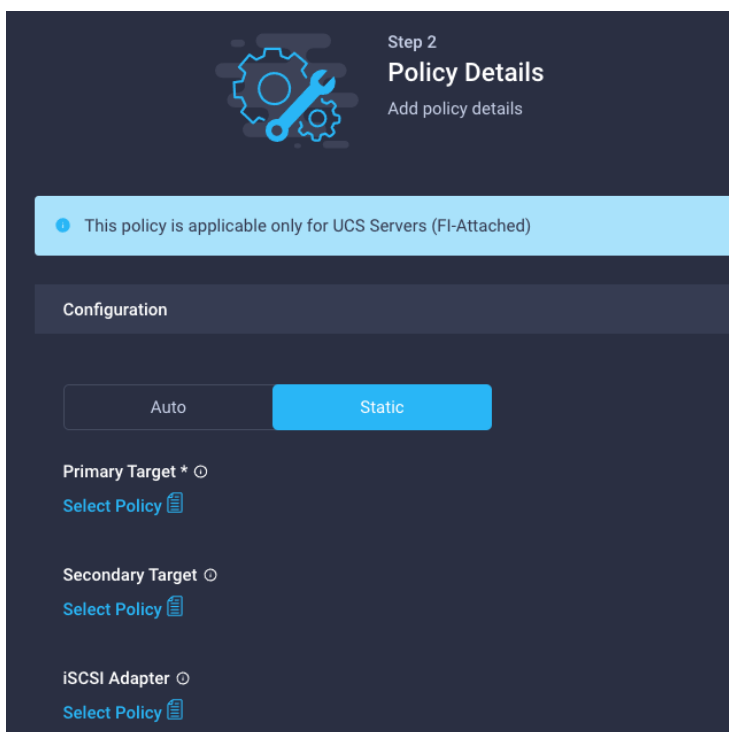 Step 2
Policy Details
Add policy details
This policy is applicable only for UCS Servers (FI-Attached)
Configuration
Auto
Static
Primary Target *
Select Policy
Secondary Target
Select Policy
iSCSI Adapter
Select Policy